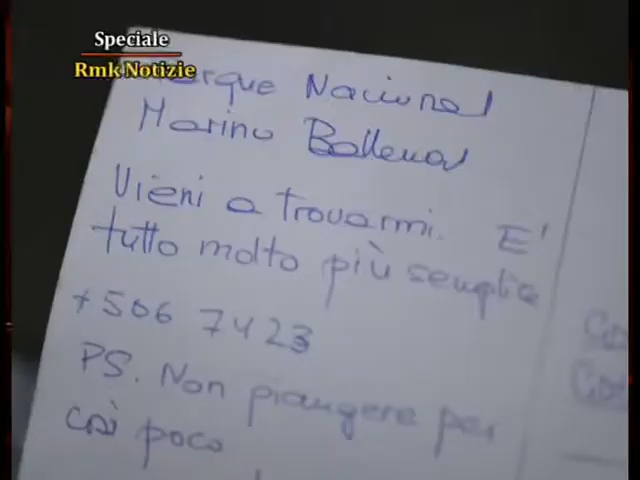 Speciale
Rmk Notizie
Parque Nacional
Marino Ballenas
Vieni a trovarmi. E'
tutto molto più semplice
+506 7423
PS. Non piangere per
così poco